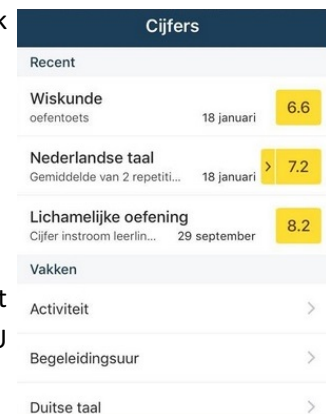 k
Cijfers
Recent
Wiskunde
oefentoets 18 januari 6.6
Nederlandse taal
Gemiddelde van 2 repetiti... 18 januari > 7.2
Lichamelijke oefening
Cijfer instroom leerlin... 29 september 8.2
Vakken
t
Activiteit >
J
Begeleidingsuur >
Duitse taal >